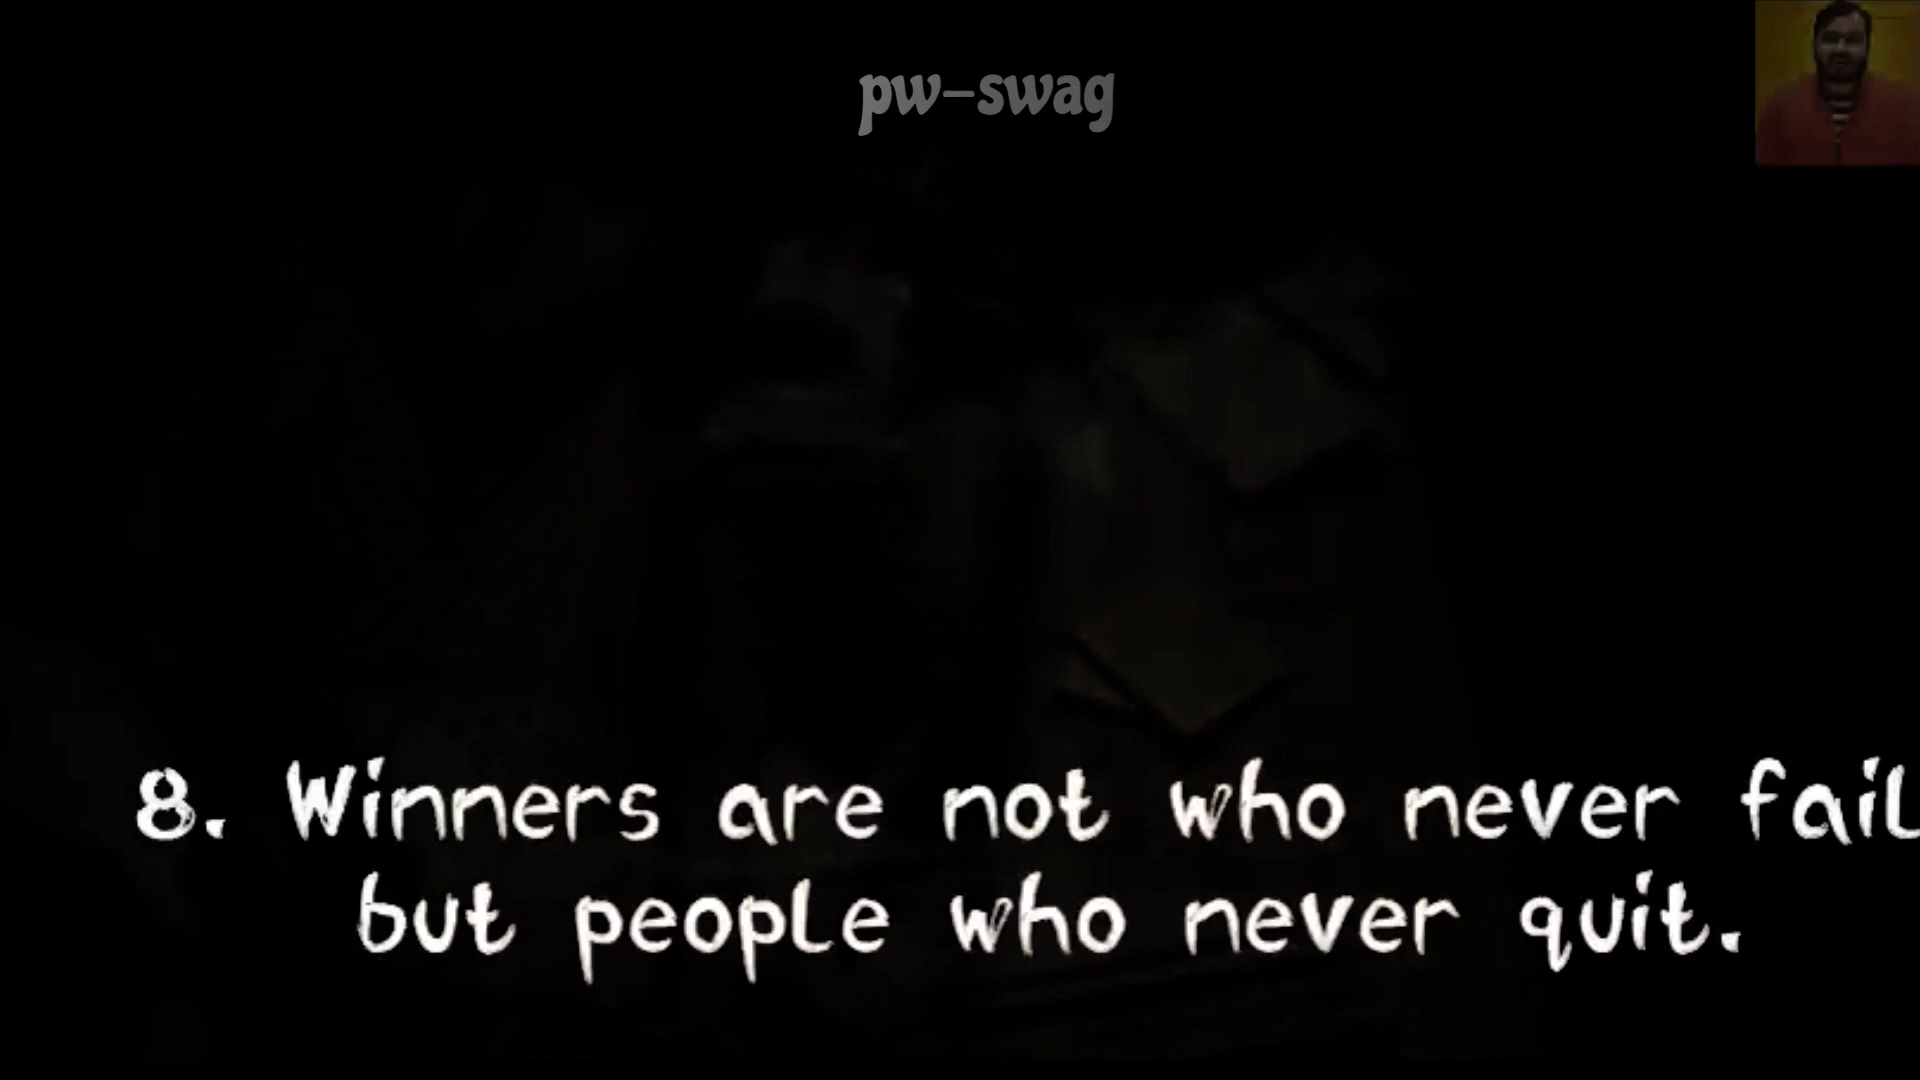 pw-swag
8. Winners are not who never fail
but people who never quit.